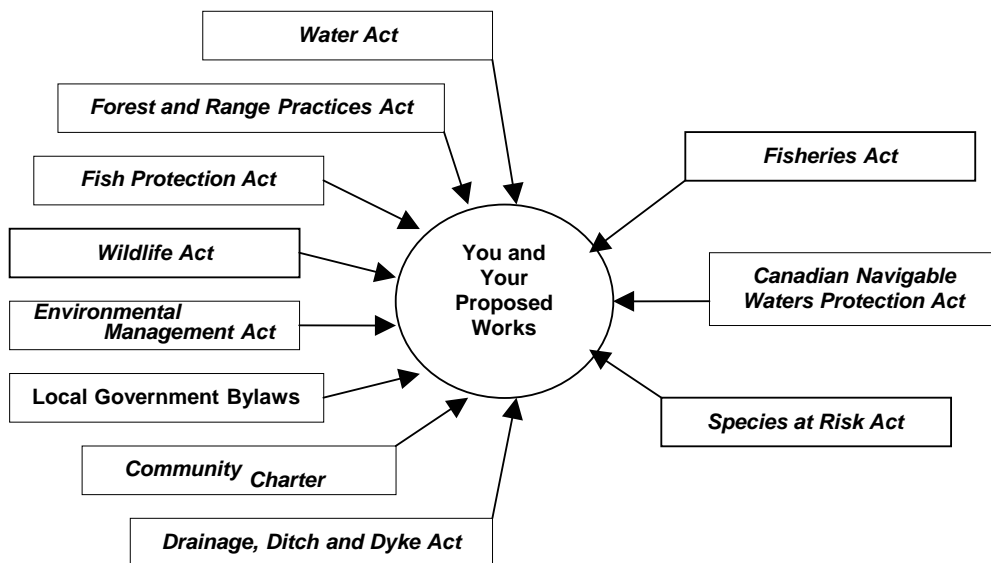 Water Act
Forest and Range Practices Act
Fish Protection Act
Wildlife Act
Environmental
Management Act
Local Government Bylaws
Community Charter
Drainage, Ditch and Dyke Act
You and
Your
Proposed
Works
Fisheries Act
Canadian Navigable
Waters Protection Act
Species at Risk Act